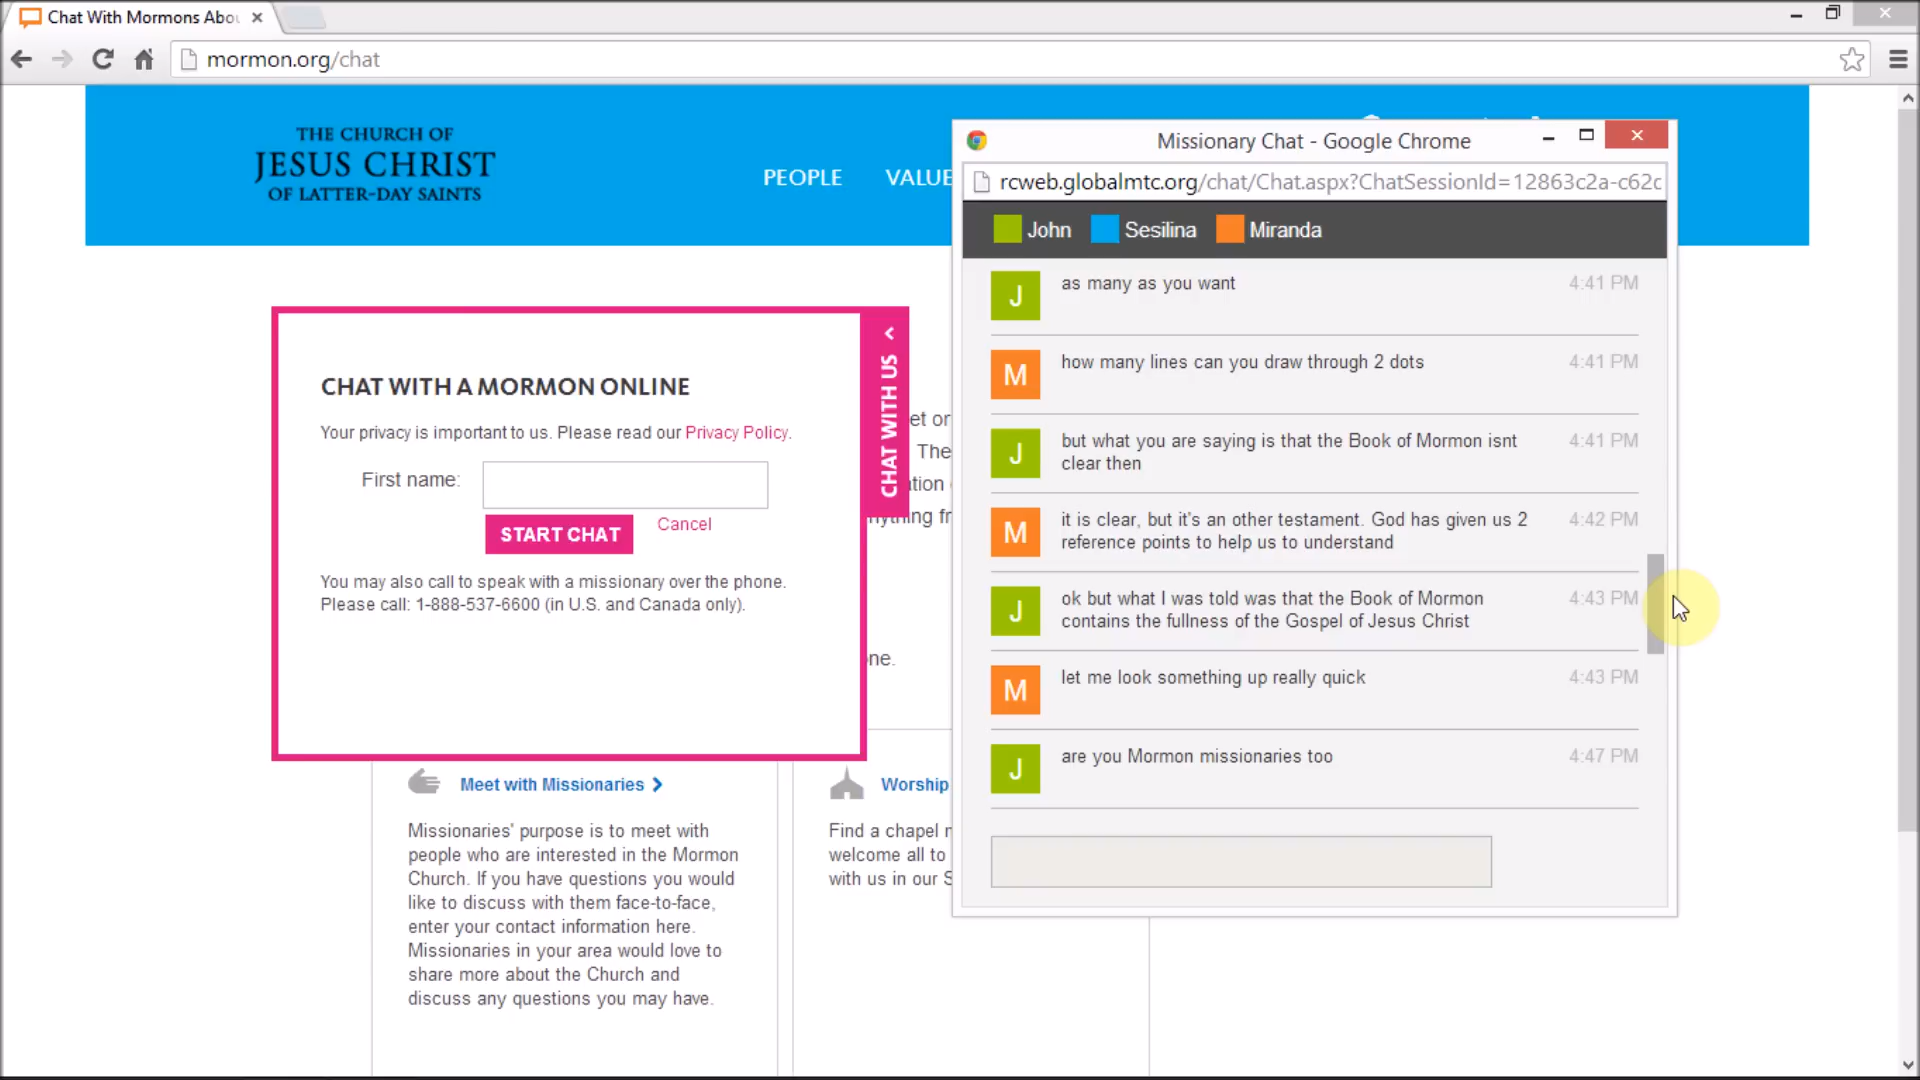 Chat With Mormons Abou
mormon.org/chat
THE CHURCH OF
JESUS CHRIST
OF LATTER-DAY SAINTS
PEOPLE VALUE
CHAT WITH US
CHAT WITH A MORMON ONLINE
Your privacy is important to us. Please read our Privacy Policy.
First name:
START CHAT Cancel
You may also call to speak with a missionary over the phone.
Please call: 1-888-537-6600 (in U.S. and Canada only).
et or
The
ation
nything fr
one.
Meet with Missionaries
Missionaries' purpose is to meet with
people who are interested in the Mormon
Church. If you have questions you would
like to discuss with them face-to-face,
enter your contact information here.
Missionaries in your area would love to
share more about the Church and
discuss any questions you may have.
Worship
Find a chapel
welcome all to
with us in our S
Missionary Chat - Google Chrome
rcweb.globalmtc.org/chat/Chat.aspx?ChatSessionId=12863c2a-c62c
John Sesilina Miranda
J as many as you want 4:41 PM
M how many lines can you draw through 2 dots 4:41 PM
J but what you are saying is that the Book of Mormon isnt 4:41 PM
clear then
M it is clear, but it's an other testament. God has given us 2 4:42 PM
reference points to help us to understand
J ok but what I was told was that the Book of Mormon 4:43 PM
contains the fullness of the Gospel of Jesus Christ
M let me look something up really quick 4:43 PM
J are you Mormon missionaries too 4:47 PM